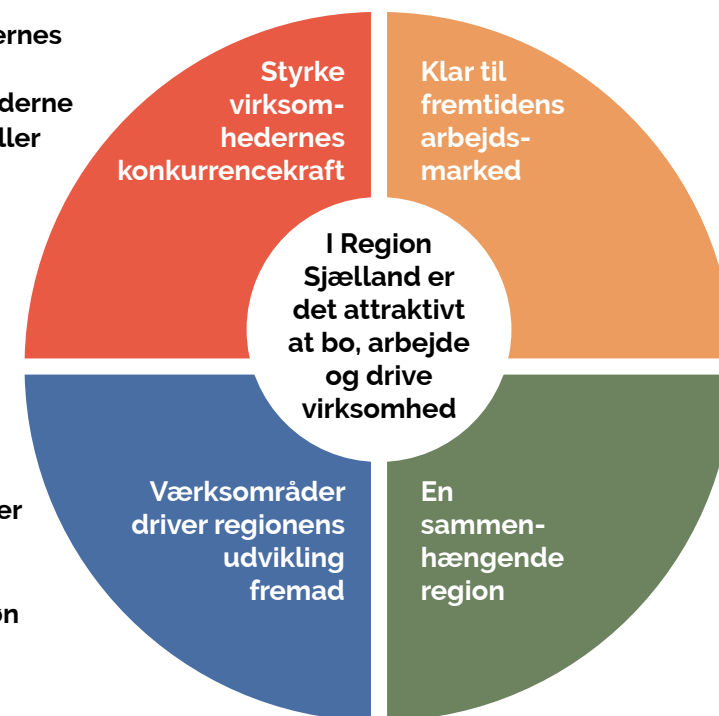 Styrke
virksom-
hedernes
konkurrencekraft
Klar til
fremtidens
arbejds-
marked
I Region
Sjælland er
det attraktivt
at bo, arbejde
og drive
virksomhed
Værksområder
driver regionens
udvikling
fremad
En
sammen-
hængende
region